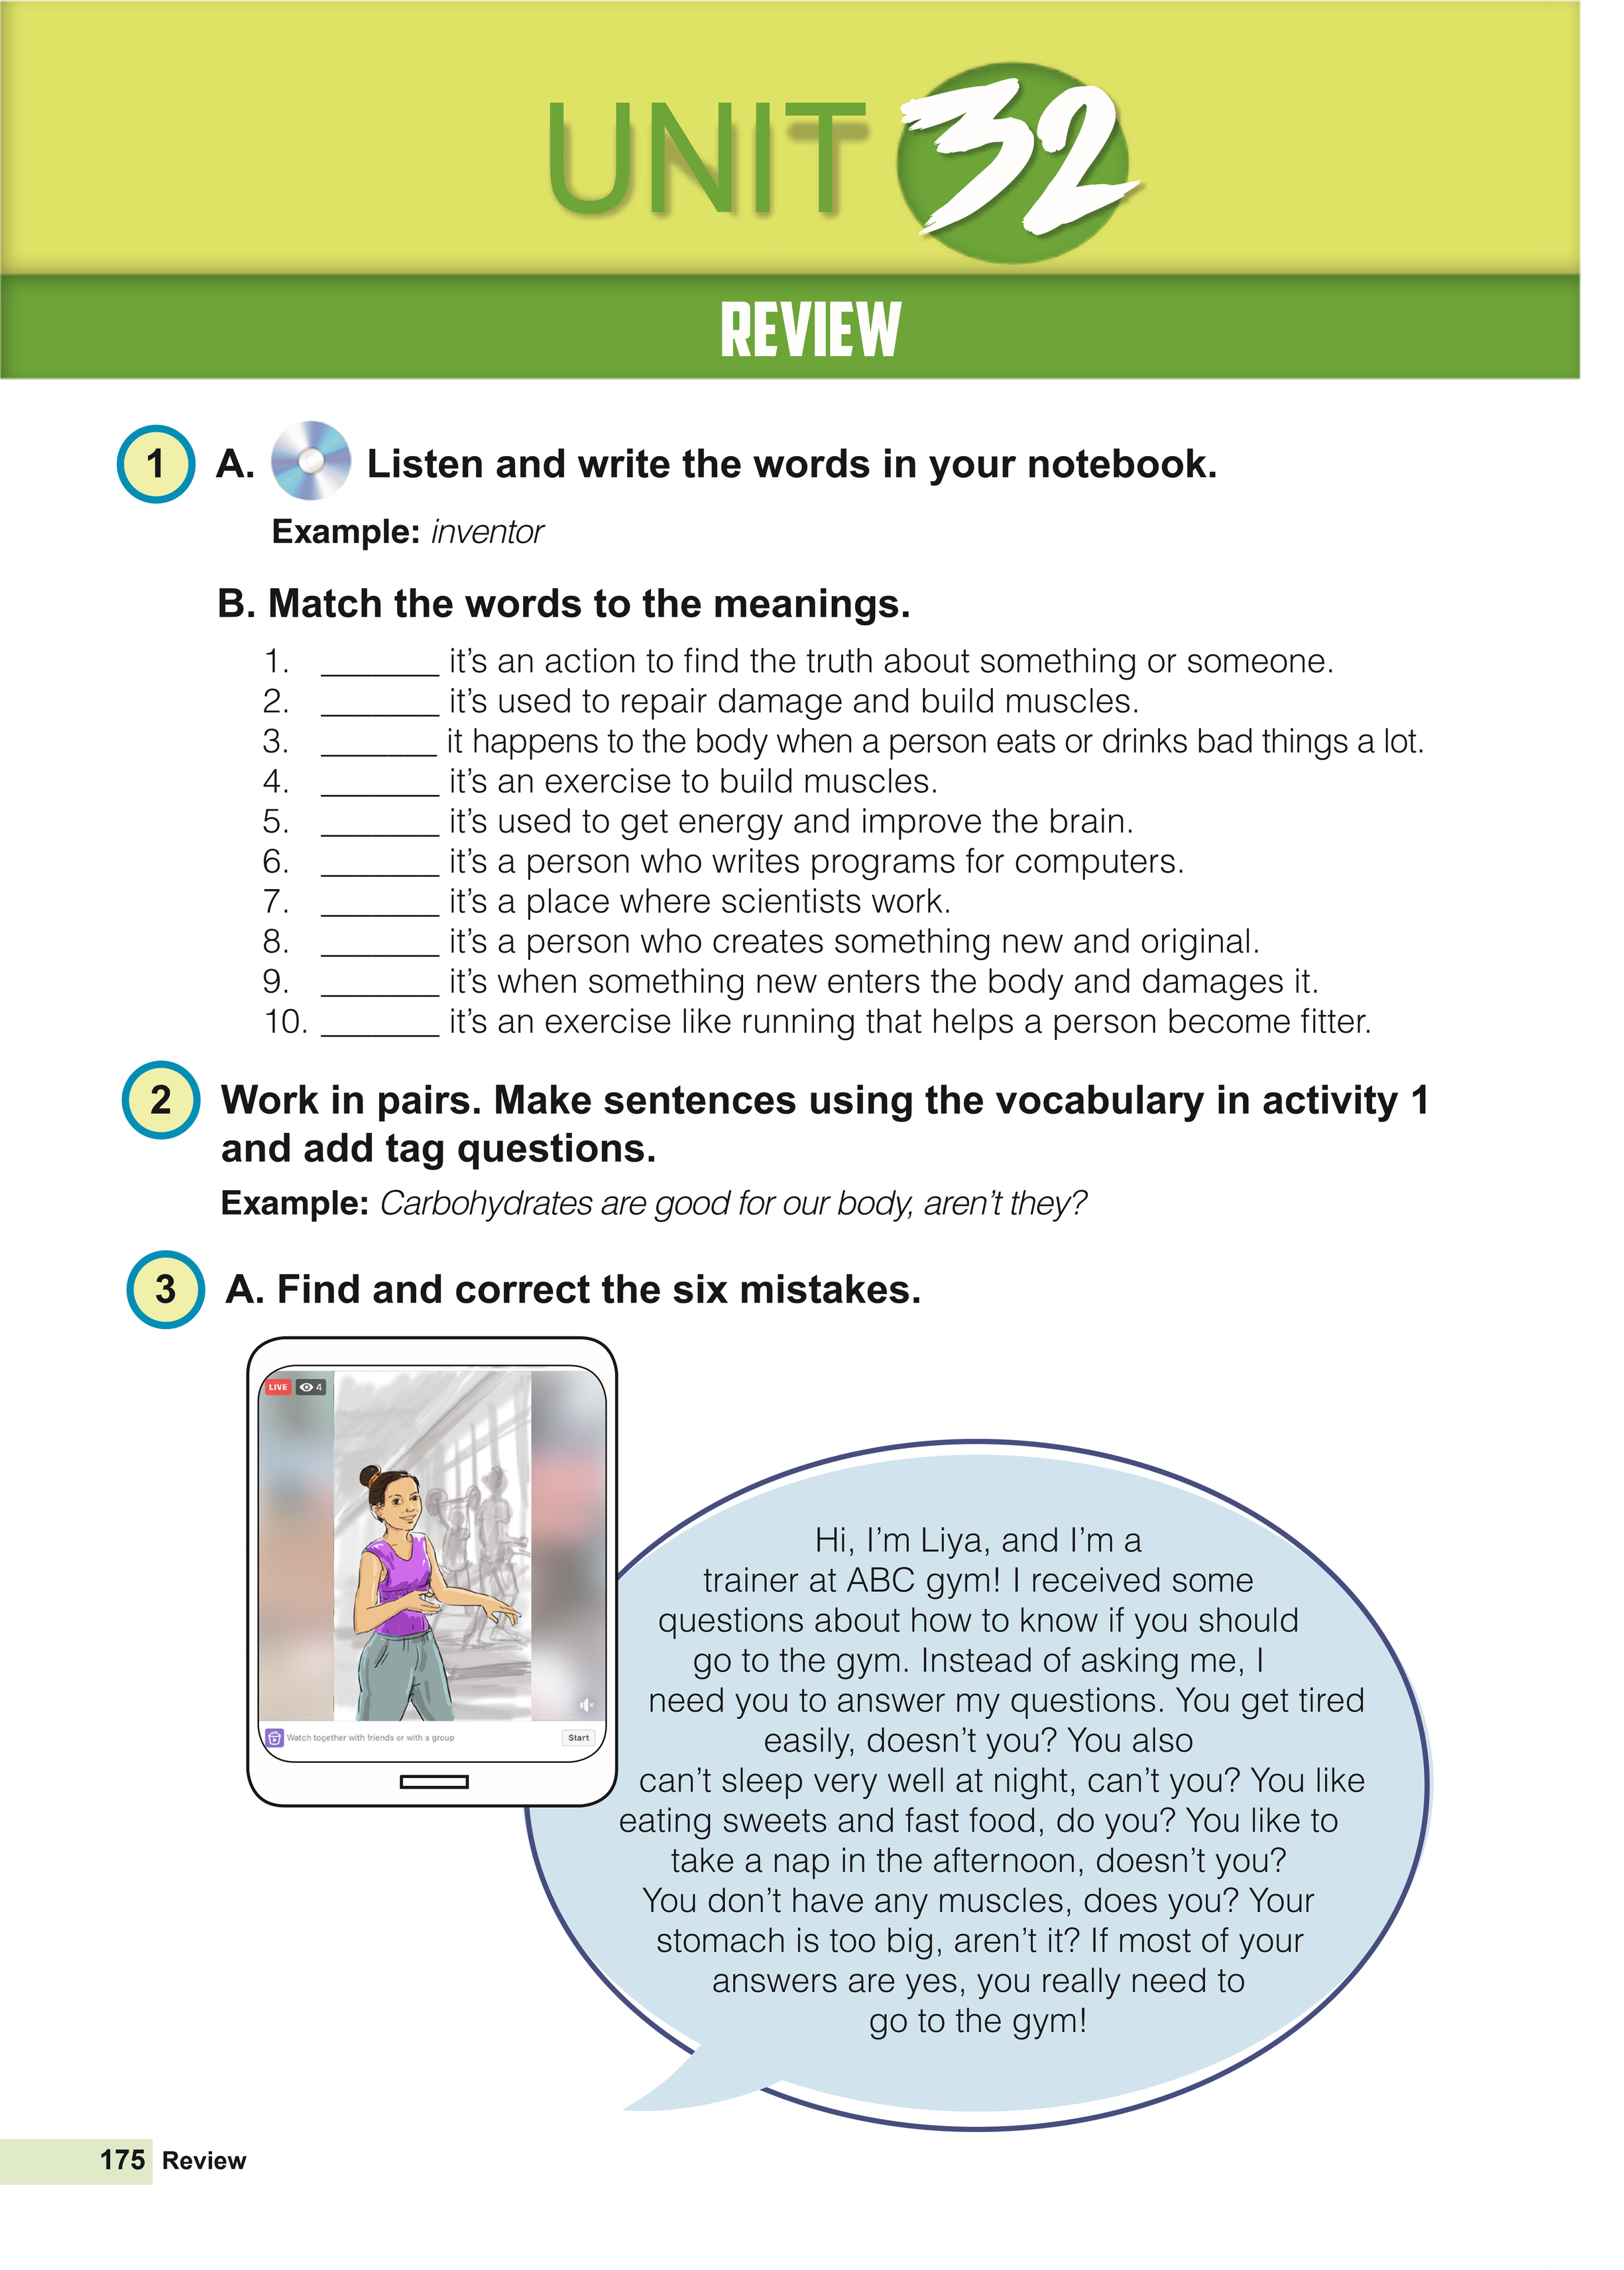 UNIT 32
REVIEW
1 A. Listen and write the words in your notebook.
Example: inventor
B. Match the words to the meanings.
1. _______ it's an action to find the truth about something or someone.
2. _______ it's used to repair damage and build muscles.
3. _______ it happens to the body when a person eats or drinks bad things a lot.
4. _______ it's an exercise to build muscles.
5. _______ it's used to get energy and improve the brain.
6. _______ it's a person who writes programs for computers.
7. _______ it's a place where scientists work.
8. _______ it's a person who creates something new and original.
9. _______ it's when something new enters the body and damages it.
10. _______ it's an exercise like running that helps a person become fitter.
2 Work in pairs. Make sentences using the vocabulary in activity 1
and add tag questions.
Example: Carbohydrates are good for our body, aren't they?
3 A. Find and correct the six mistakes.
LIVE 4
Watch together with friends or with a group Start
Hi, I'm Liya, and I'm a
trainer at ABC gym! I received some
questions about how to know if you should
go to the gym. Instead of asking me, I
need you to answer my questions. You get tired
easily, doesn't you? You also
can't sleep very well at night, can't you? You like
eating sweets and fast food, do you? You like to
take a nap in the afternoon, doesn't you?
You don't have any muscles, does you? Your
stomach is too big, aren't it? If most of your
answers are yes, you really need to
go to the gym!
175 Review